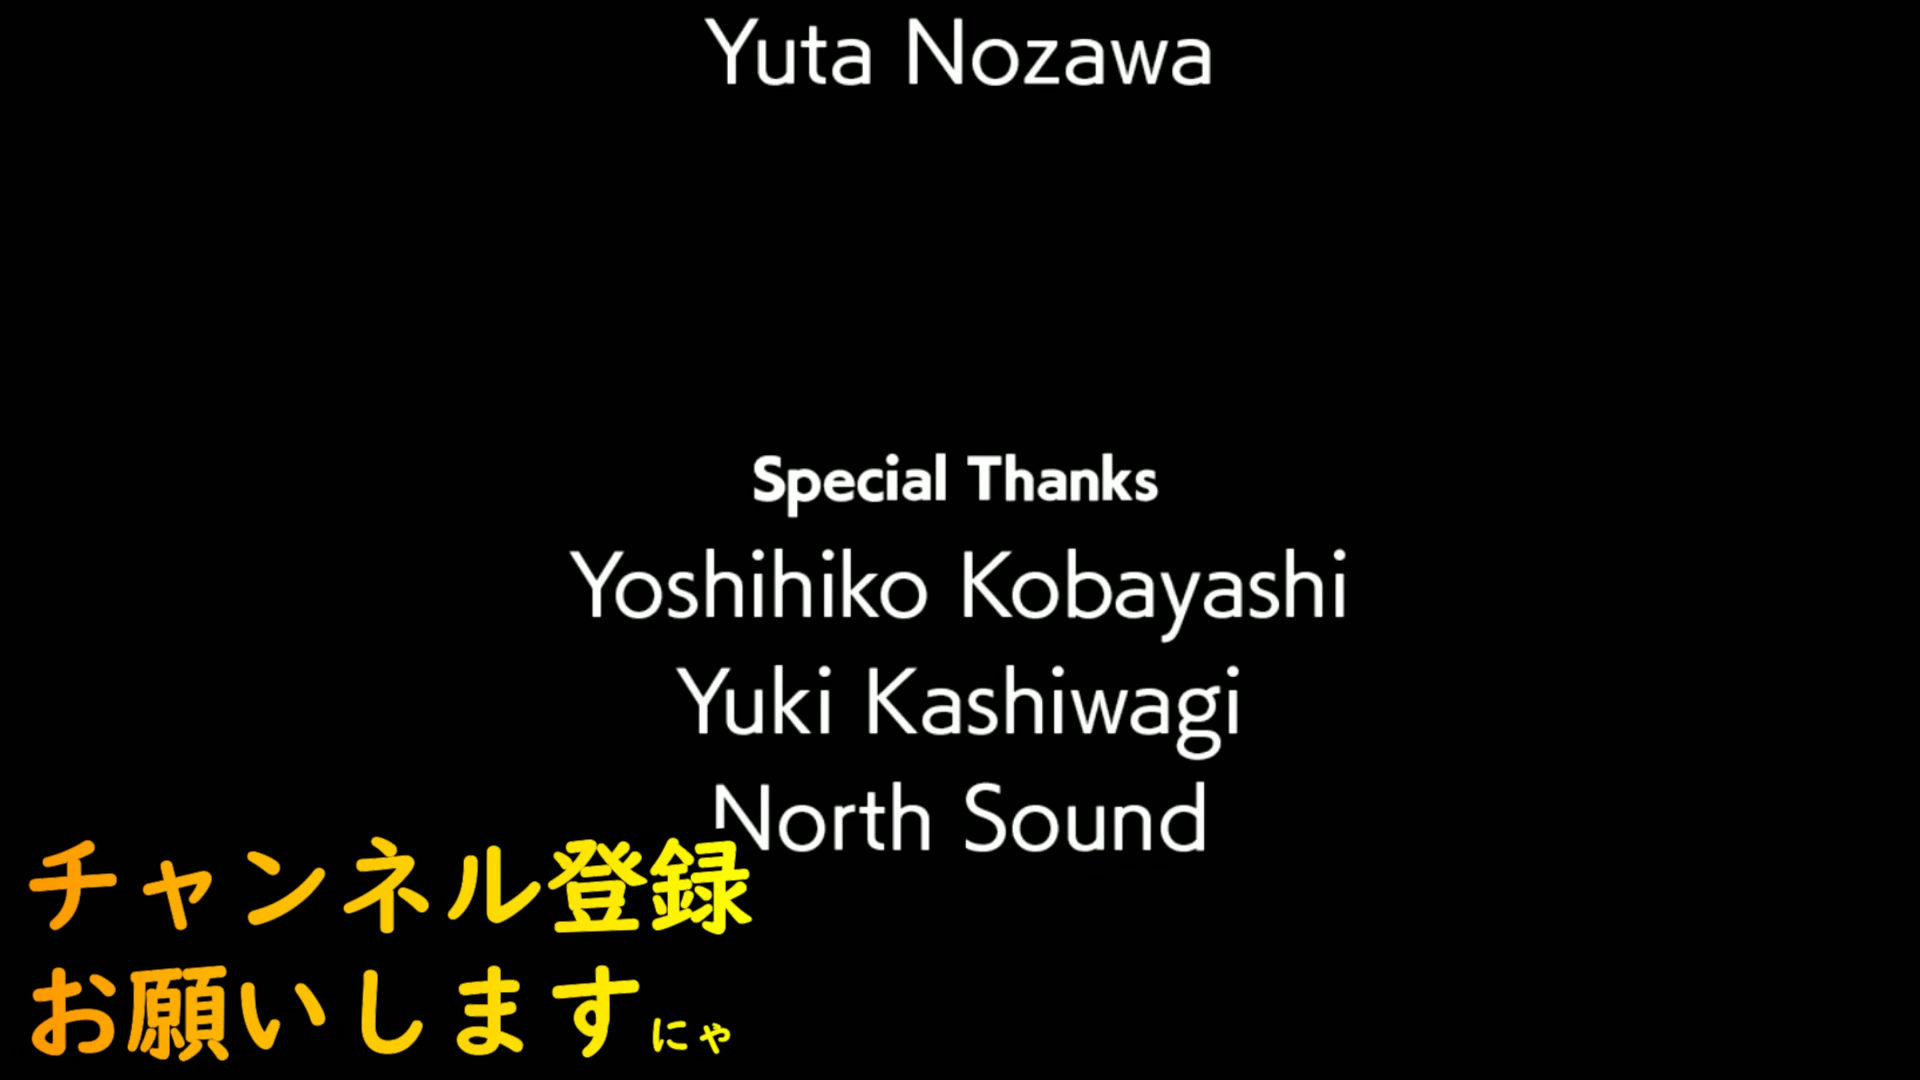 Yuta Nozawa
Special Thanks
Yoshihiko Kobayashi
Yuki Kashiwagi
North Sound
チャンネル登録
お願いしますにゃ